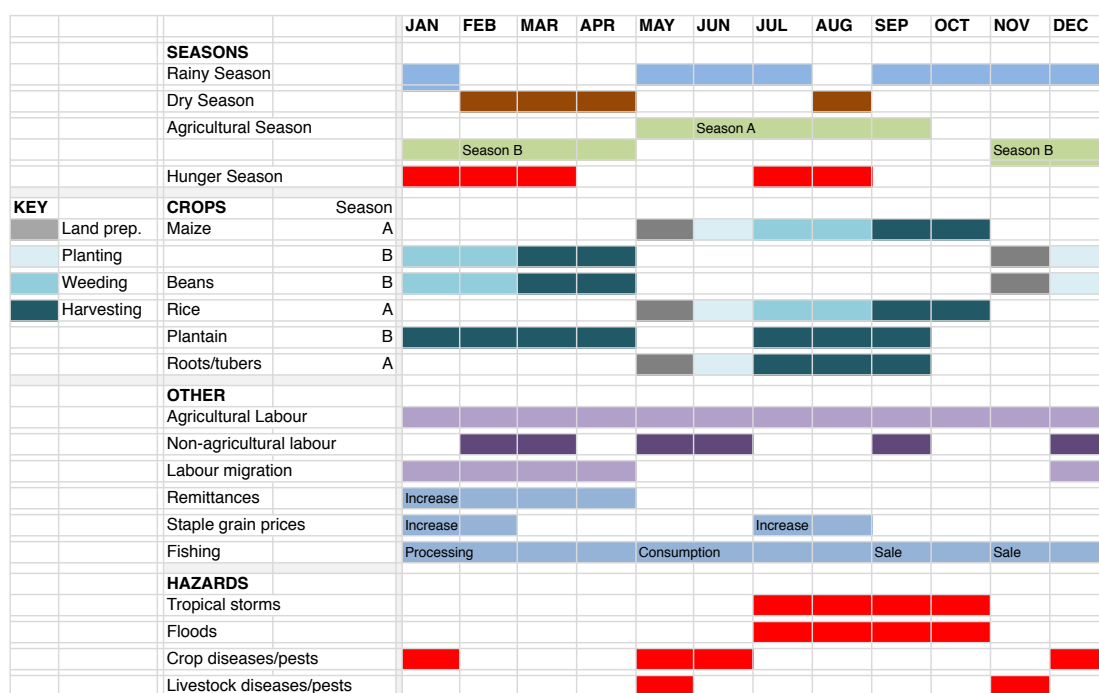 JAN FEB MAR APR MAY JUN JUL AUG SEP OCT NOV DEC
SEASONS
Rainy Season
Dry Season
Agricultural Season Season A
Season B Season B
Hunger Season
KEY CROPS Season
Land prep. Maize A
Planting B
Weeding Beans B
Harvesting Rice A
Plantain B
Roots/tubers A
OTHER
Agricultural Labour
Non-agricultural labour
Labour migration
Remittances Increase
Staple grain prices Increase Increase
Fishing Processing Consumption Sale Sale
HAZARDS
Tropical storms
Floods
Crop diseases/pests
Livestock diseases/pests